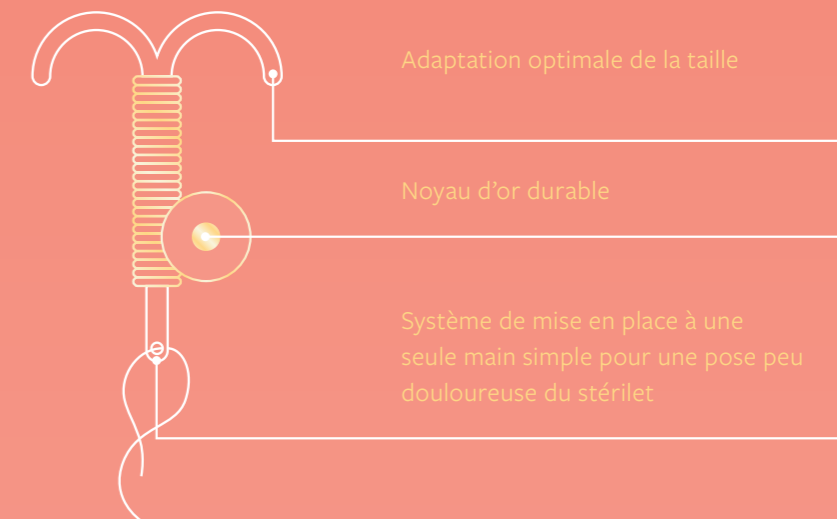 Adaptation optimale de la taille
Noyau d’or durable
Système de mise en place à une
seule main simple pour une pose peu
douloureuse du stérilet